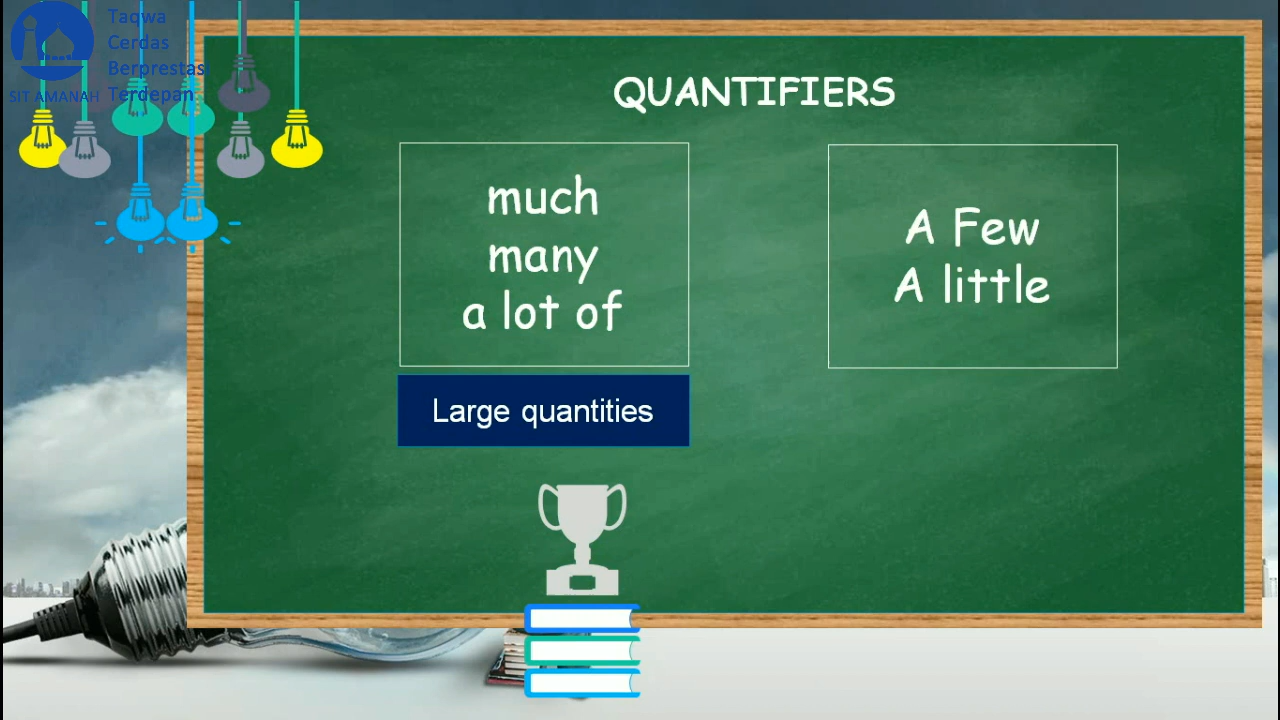 Taqwa
Cerdas
Berprestasi
Terdepan
SIT AMANAH
QUANTIFIERS
much
many
a lot of
Large quantities
A Few
A little